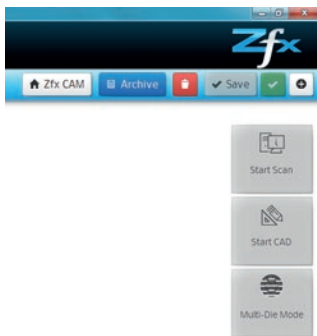 Zfx
Zfx CAM Archive Save
Start Scan
Start CAD
Multi-Die Mode